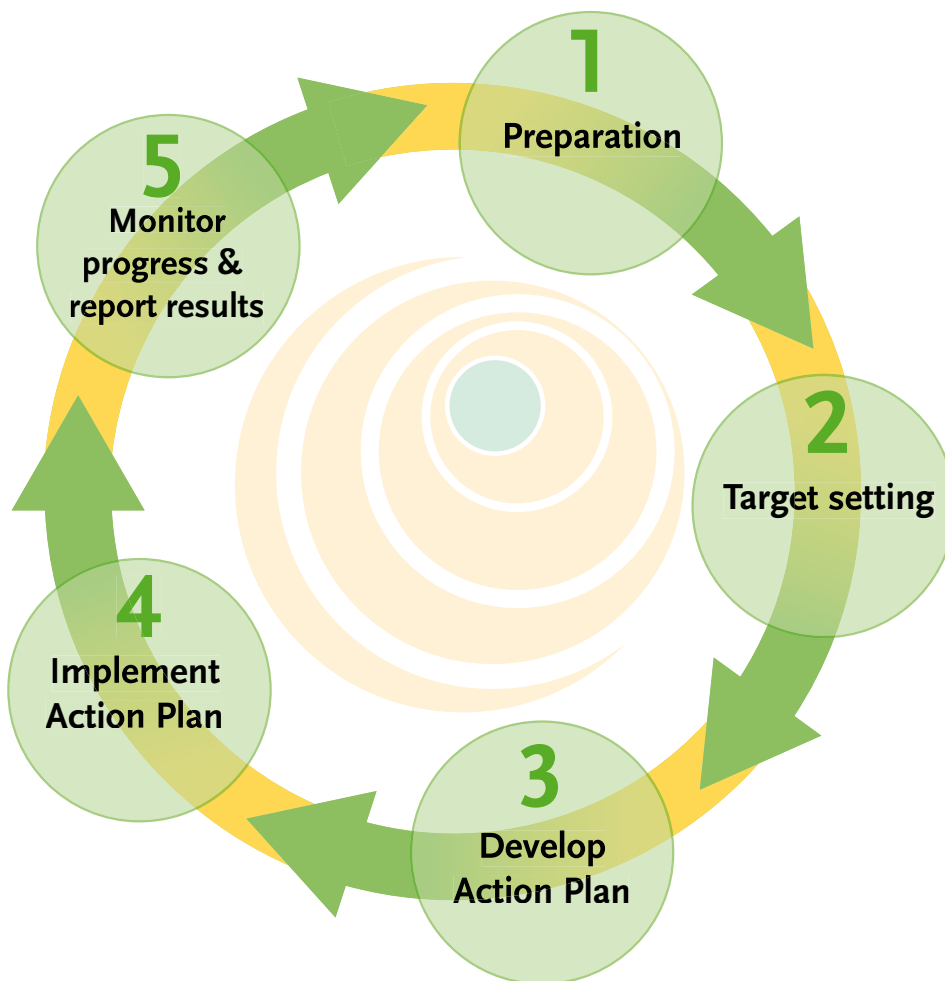 1
Preparation
2
Target setting
3
Develop
Action Plan
4
Implement
Action Plan
5
Monitor
progress &
report results